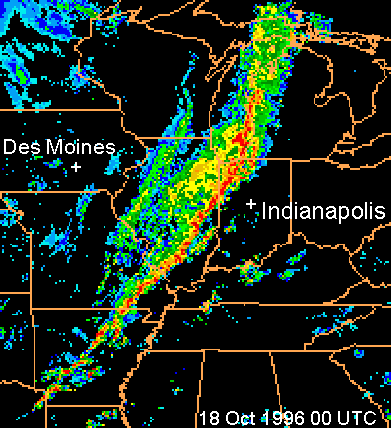 Des Moines
Indianapolis
18 Oct 1996 00 UTC